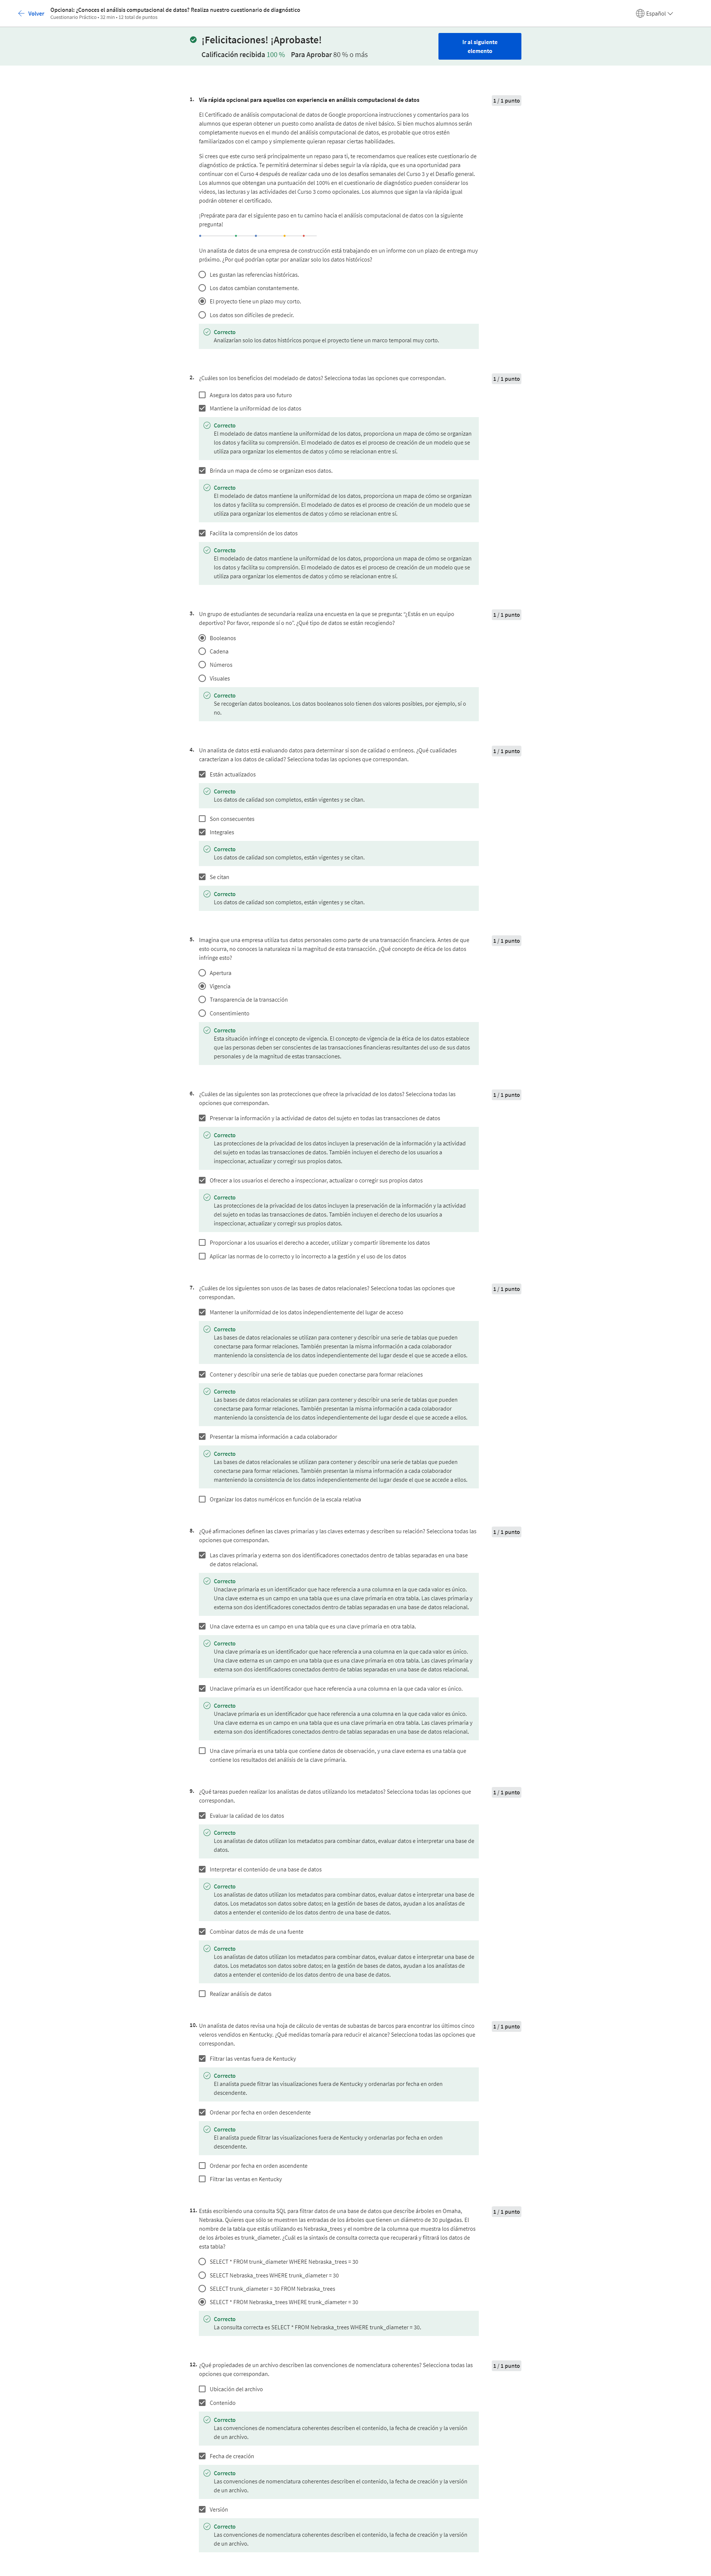 Volver
Opcional: ¿Conoces el análisis computacional de datos? Realiza nuestro cuestionario de diagnóstico
Cuestionario Práctico • 32 min • 12 total de puntos
Español
¡Felicitaciones! ¡Aprobaste!
Calificación recibida 100 % Para Aprobar 80 % o más
Ir al siguiente
elemento
1. Vía rápida opcional para aquellos con experiencia en análisis computacional de datos
1 / 1 punto
El Certificado de análisis computacional de datos de Google proporciona instrucciones y comentarios para los
alumnos que esperan obtener un puesto como analista de datos de nivel básico. Si bien muchos alumnos serán
completamente nuevos en el mundo del análisis computacional de datos, es probable que otros estén
familiarizados con el campo y simplemente quieran repasar ciertas habilidades.
Si crees que este curso será principalmente un repaso para ti, te recomendamos que realices este cuestionario de
diagnóstico de práctica. Te permitirá determinar si debes seguir la vía rápida, que es una oportunidad para
continuar con el Curso 4 después de realizar cada uno de los desafíos semanales del Curso 3 y el Desafío general.
Los alumnos que obtengan una puntuación del 100% en el cuestionario de diagnóstico pueden considerar los
vídeos, las lecturas y las actividades del Curso 3 como opcionales. Los alumnos que sigan la vía rápida igual
podrán obtener el certificado.
¡Prepárate para dar el siguiente paso en tu camino hacia el análisis computacional de datos con la siguiente
pregunta!
Un analista de datos de una empresa de construcción está trabajando en un informe con un plazo de entrega muy
próximo. ¿Por qué podrían optar por analizar solo los datos históricos?
Les gustan las referencias históricas.
Los datos cambian constantemente.
El proyecto tiene un plazo muy corto.
Los datos son difíciles de predecir.
Correcto
Analizarían solo los datos históricos porque el proyecto tiene un marco temporal muy corto.
2. ¿Cuáles son los beneficios del modelado de datos? Selecciona todas las opciones que correspondan.
1 / 1 punto
Asegura los datos para uso futuro
Mantiene la uniformidad de los datos
Correcto
El modelado de datos mantiene la uniformidad de los datos, proporciona un mapa de cómo se organizan
los datos y facilita su comprensión. El modelado de datos es el proceso de creación de un modelo que se
utiliza para organizar los elementos de datos y cómo se relacionan entre sí.
Brinda un mapa de cómo se organizan esos datos.
Correcto
El modelado de datos mantiene la uniformidad de los datos, proporciona un mapa de cómo se organizan
los datos y facilita su comprensión. El modelado de datos es el proceso de creación de un modelo que se
utiliza para organizar los elementos de datos y cómo se relacionan entre sí.
Facilita la comprensión de los datos
Correcto
El modelado de datos mantiene la uniformidad de los datos, proporciona un mapa de cómo se organizan
los datos y facilita su comprensión. El modelado de datos es el proceso de creación de un modelo que se
utiliza para organizar los elementos de datos y cómo se relacionan entre sí.
3. Un grupo de estudiantes de secundaria realiza una encuesta en la que se pregunta: “¿Estás en un equipo
1 / 1 punto
deportivo? Por favor, responde sí o no”. ¿Qué tipo de datos se están recogiendo?
Booleanos
Cadena
Números
Visuales
Correcto
Se recogerían datos booleanos. Los datos booleanos solo tienen dos valores posibles, por ejemplo, sí o
no.
4. Un analista de datos está evaluando datos para determinar si son de calidad o erróneos. ¿Qué cualidades
1 / 1 punto
caracterizan a los datos de calidad? Selecciona todas las opciones que correspondan.
Están actualizados
Correcto
Los datos de calidad son completos, están vigentes y se citan.
Son consecuentes
Integrales
Correcto
Los datos de calidad son completos, están vigentes y se citan.
Se citan
Correcto
Los datos de calidad son completos, están vigentes y se citan.
5. Imagina que una empresa utiliza tus datos personales como parte de una transacción financiera. Antes de que
1 / 1 punto
esto ocurra, no conoces la naturaleza ni la magnitud de esta transacción. ¿Qué concepto de ética de los datos
infringe esto?
Apertura
Vigencia
Transparencia de la transacción
Consentimiento
Correcto
Esta situación infringe el concepto de vigencia. El concepto de vigencia de la ética de los datos establece
que las personas deben ser conscientes de las transacciones financieras resultantes del uso de sus datos
personales y de la magnitud de estas transacciones.
6. ¿Cuáles de las siguientes son las protecciones que ofrece la privacidad de los datos? Selecciona todas las
1 / 1 punto
opciones que correspondan.
Preservar la información y la actividad de datos del sujeto en todas las transacciones de datos
Correcto
Las protecciones de la privacidad de los datos incluyen la preservación de la información y la actividad
del sujeto en todas las transacciones de datos. También incluyen el derecho de los usuarios a
inspeccionar, actualizar y corregir sus propios datos.
Ofrecer a los usuarios el derecho a inspeccionar, actualizar o corregir sus propios datos
Correcto
Las protecciones de la privacidad de los datos incluyen la preservación de la información y la actividad
del sujeto en todas las transacciones de datos. También incluyen el derecho de los usuarios a
inspeccionar, actualizar y corregir sus propios datos.
Proporcionar a los usuarios el derecho a acceder, utilizar y compartir libremente los datos
Aplicar las normas de lo correcto y lo incorrecto a la gestión y el uso de los datos
7. ¿Cuáles de los siguientes son usos de las bases de datos relacionales? Selecciona todas las opciones que
1 / 1 punto
correspondan.
Mantener la uniformidad de los datos independientemente del lugar de acceso
Correcto
Las bases de datos relacionales se utilizan para contener y describir una serie de tablas que pueden
conectarse para formar relaciones. También presentan la misma información a cada colaborador
manteniendo la consistencia de los datos independientemente del lugar desde el que se accede a ellos.
Contener y describir una serie de tablas que pueden conectarse para formar relaciones
Correcto
Las bases de datos relacionales se utilizan para contener y describir una serie de tablas que pueden
conectarse para formar relaciones. También presentan la misma información a cada colaborador
manteniendo la consistencia de los datos independientemente del lugar desde el que se accede a ellos.
Presentar la misma información a cada colaborador
Correcto
Las bases de datos relacionales se utilizan para contener y describir una serie de tablas que pueden
conectarse para formar relaciones. También presentan la misma información a cada colaborador
manteniendo la consistencia de los datos independientemente del lugar desde el que se accede a ellos.
Organizar los datos numéricos en función de la escala relativa
8. ¿Qué afirmaciones definen las claves primarias y las claves externas y describen su relación? Selecciona todas las
1 / 1 punto
opciones que correspondan.
Las claves primaria y externa son dos identificadores conectados dentro de tablas separadas en una base
de datos relacional.
Correcto
Unaclave primaria es un identificador que hace referencia a una columna en la que cada valor es único.
Una clave externa es un campo en una tabla que es una clave primaria en otra tabla. Las claves primaria y
externa son dos identificadores conectados dentro de tablas separadas en una base de datos relacional.
Una clave externa es un campo en una tabla que es una clave primaria en otra tabla.
Correcto
Una clave primaria es un identificador que hace referencia a una columna en la que cada valor es único.
Una clave externa es un campo en una tabla que es una clave primaria en otra tabla. Las claves primaria y
externa son dos identificadores conectados dentro de tablas separadas en una base de datos relacional.
Unaclave primaria es un identificador que hace referencia a una columna en la que cada valor es único.
Correcto
Unaclave primaria es un identificador que hace referencia a una columna en la que cada valor es único.
Una clave externa es un campo en una tabla que es una clave primaria en otra tabla. Las claves primaria y
externa son dos identificadores conectados dentro de tablas separadas en una base de datos relacional.
Una clave primaria es una tabla que contiene datos de observación, y una clave externa es una tabla que
contiene los resultados del análisis de la clave primaria.
9. ¿Qué tareas pueden realizar los analistas de datos utilizando los metadatos? Selecciona todas las opciones que
1 / 1 punto
correspondan.
Evaluar la calidad de los datos
Correcto
Los analistas de datos utilizan los metadatos para combinar datos, evaluar datos e interpretar una base de
datos.
Interpretar el contenido de una base de datos
Correcto
Los analistas de datos utilizan los metadatos para combinar datos, evaluar datos e interpretar una base de
datos. Los metadatos son datos sobre datos; en la gestión de bases de datos, ayudan a los analistas de
datos a entender el contenido de los datos dentro de una base de datos.
Combinar datos de más de una fuente
Correcto
Los analistas de datos utilizan los metadatos para combinar datos, evaluar datos e interpretar una base de
datos. Los metadatos son datos sobre datos; en la gestión de bases de datos, ayudan a los analistas de
datos a entender el contenido de los datos dentro de una base de datos.
Realizar análisis de datos
10. Un analista de datos revisa una hoja de cálculo de ventas de subastas de barcos para encontrar los últimos cinco
1 / 1 punto
veleros vendidos en Kentucky. ¿Qué medidas tomaría para reducir el alcance? Selecciona todas las opciones que
correspondan.
Filtrar las ventas fuera de Kentucky
Correcto
El analista puede filtrar las visualizaciones fuera de Kentucky y ordenarlas por fecha en orden
descendente.
Ordenar por fecha en orden descendente
Correcto
El analista puede filtrar las visualizaciones fuera de Kentucky y ordenarlas por fecha en orden
descendente.
Ordenar por fecha en orden ascendente
Filtrar las ventas en Kentucky
11. Estás escribiendo una consulta SQL para filtrar datos de una base de datos que describe árboles en Omaha,
1 / 1 punto
Nebraska. Quieres que sólo se muestren las entradas de los árboles que tienen un diámetro de 30 pulgadas. El
nombre de la tabla que estás utilizando es Nebraska_trees y el nombre de la columna que muestra los diámetros
de los árboles es trunk_diameter. ¿Cuál es la sintaxis de consulta correcta que recuperará y filtrará los datos de
esta tabla?
SELECT * FROM trunk_diameter WHERE Nebraska_trees = 30
SELECT Nebraska_trees WHERE trunk_diameter = 30
SELECT trunk_diameter = 30 FROM Nebraska_trees
SELECT * FROM Nebraska_trees WHERE trunk_diameter = 30
Correcto
La consulta correcta es SELECT * FROM Nebraska_trees WHERE trunk_diameter = 30.
12. ¿Qué propiedades de un archivo describen las convenciones de nomenclatura coherentes? Selecciona todas las
1 / 1 punto
opciones que correspondan.
Ubicación del archivo
Contenido
Correcto
Las convenciones de nomenclatura coherentes describen el contenido, la fecha de creación y la versión
de un archivo.
Fecha de creación
Correcto
Las convenciones de nomenclatura coherentes describen el contenido, la fecha de creación y la versión
de un archivo.
Versión
Correcto
Las convenciones de nomenclatura coherentes describen el contenido, la fecha de creación y la versión
de un archivo.